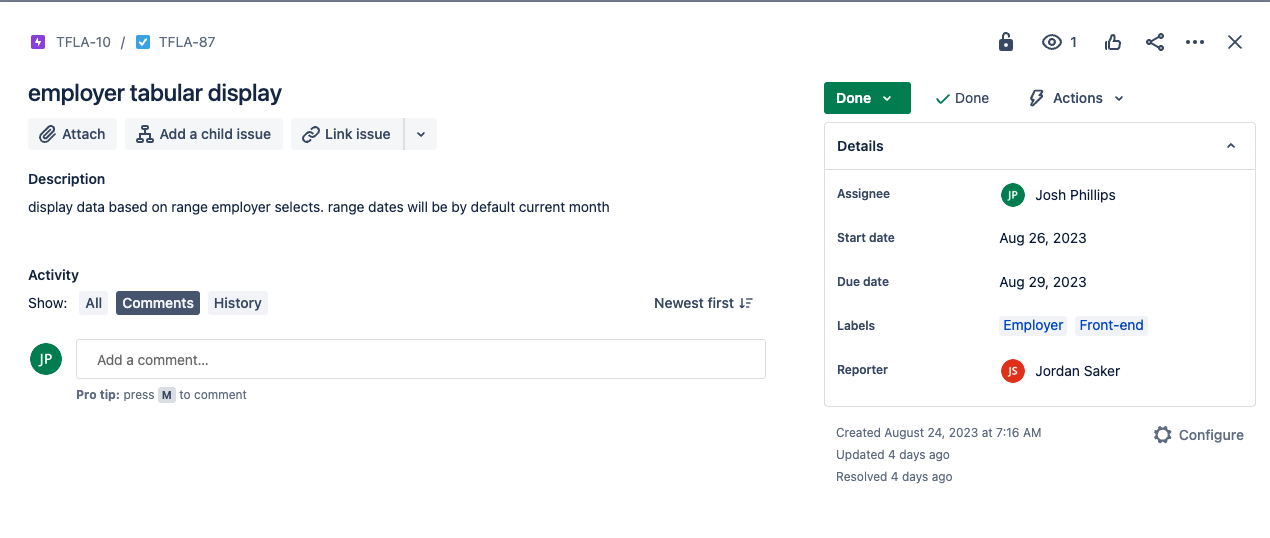 TFLA-10 / TFLA-87
1
employer tabular display
Attach
Add a child issue
Link issue
Description
display data based on range employer selects. range dates will be by default current month
Activity
Show: All Comments History
Newest first
JP
Add a comment...
Pro tip: press M to comment
Done
Done
Actions
Details
Assignee
JP Josh Phillips
Start date
Aug 26, 2023
Due date
Aug 29, 2023
Labels
Employer Front-end
Reporter
JS Jordan Saker
Created August 24, 2023 at 7:16 AM
Updated 4 days ago
Resolved 4 days ago
Configure